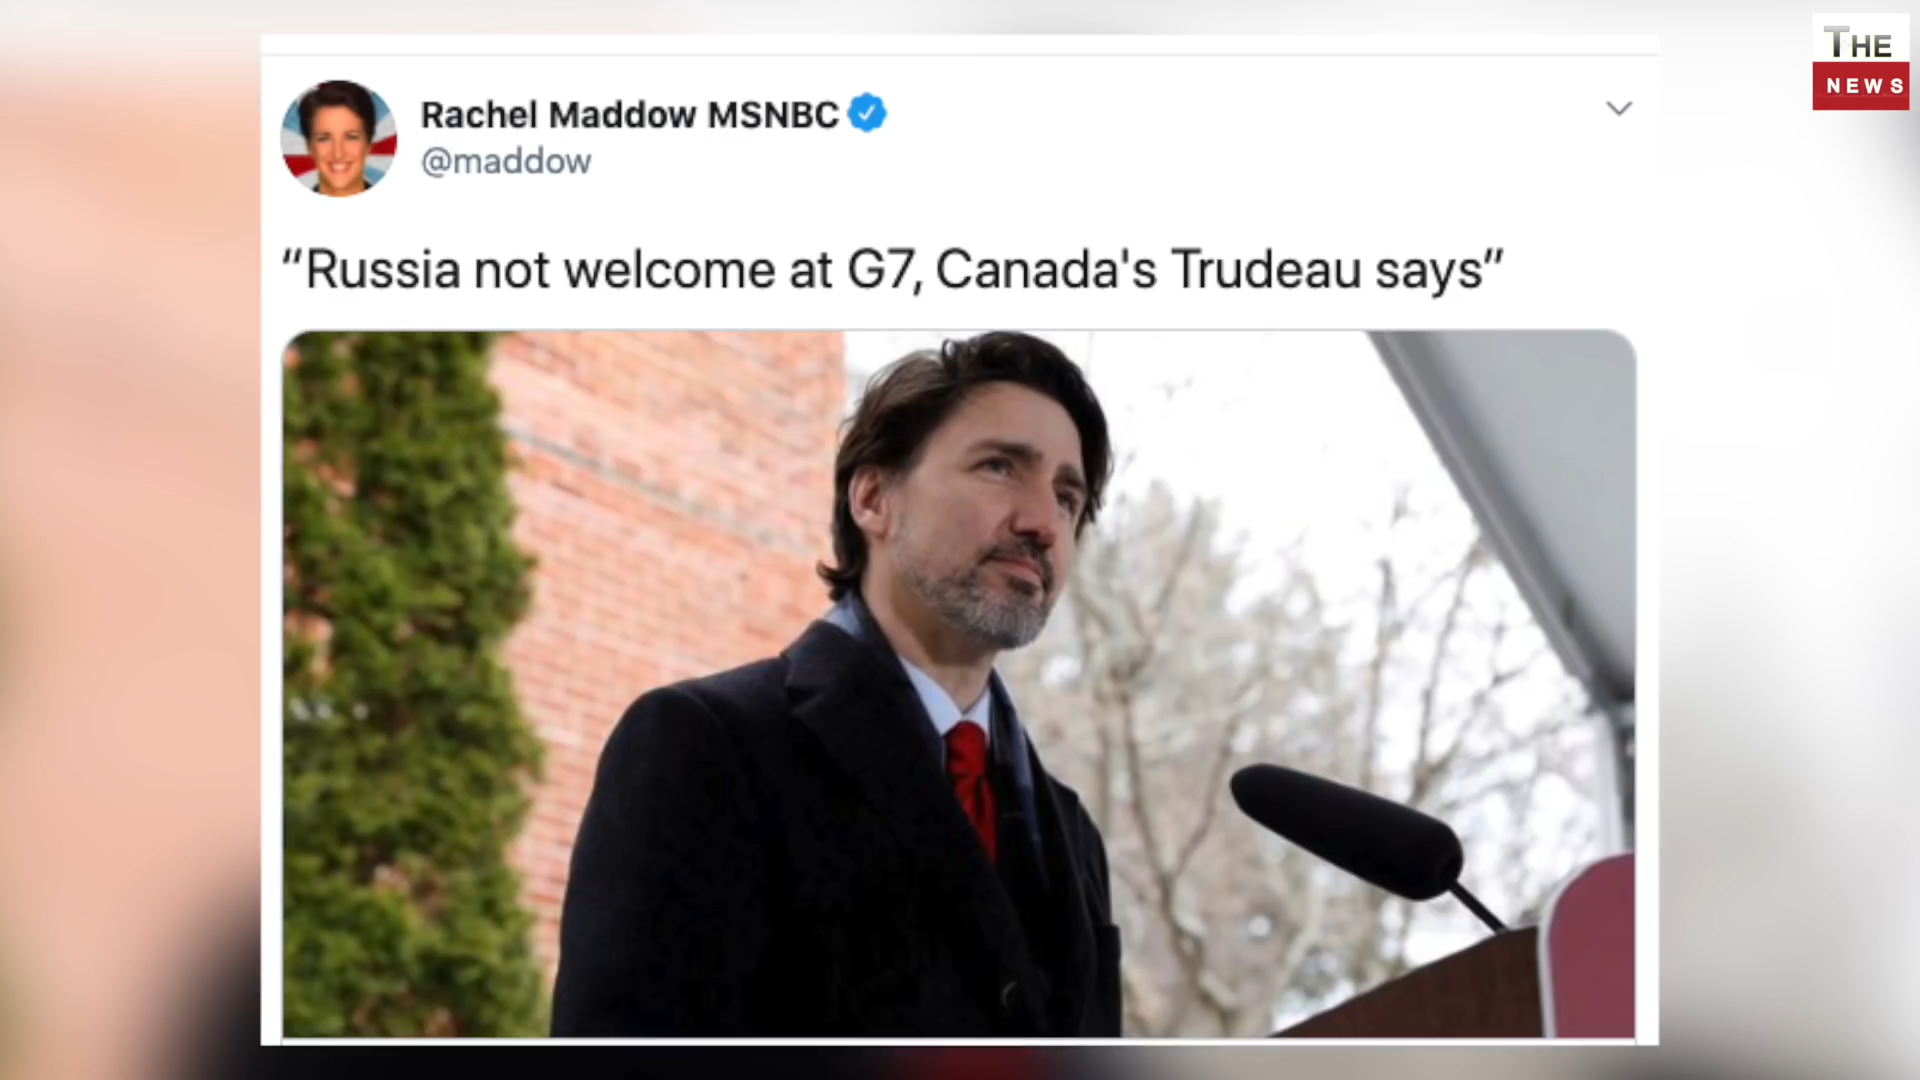 THE
NEWS
Rachel Maddow MSNBC
@maddow
“Russia not welcome at G7, Canada's Trudeau says”